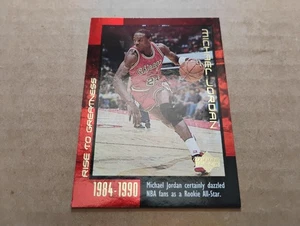 MICHAEL JORDAN
RISE TO GREATNESS
1984-1990
Michael Jordan certainly dazzled
NBA fans as a Rookie All-Star.